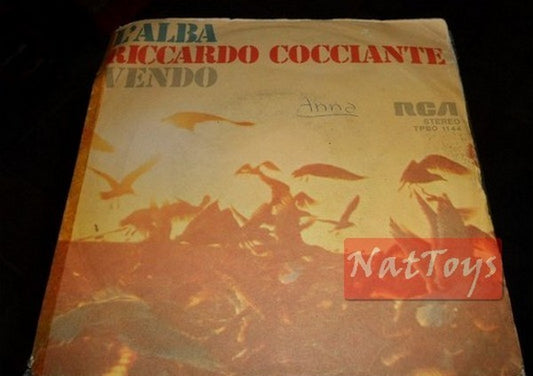 L'ALBA
RICCARDO COCCIANTE
VENDO
Anna
RCA
STEREO
TPBO 1144
NatToys